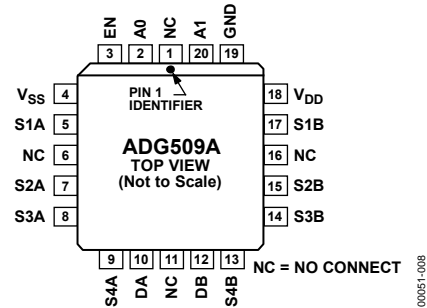 EN A0 NC A1 GND
3 2 1 20 19
V_SS 4 PIN 1 IDENTIFIER 18 V_DD
S1A 5 17 S1B
NC 6 ADG509A 16 NC
TOP VIEW
S2A 7 (Not to Scale) 15 S2B
S3A 8 14 S3B
9 10 11 12 13
S4A DA NC DB S4B
NC = NO CONNECT
00051-008